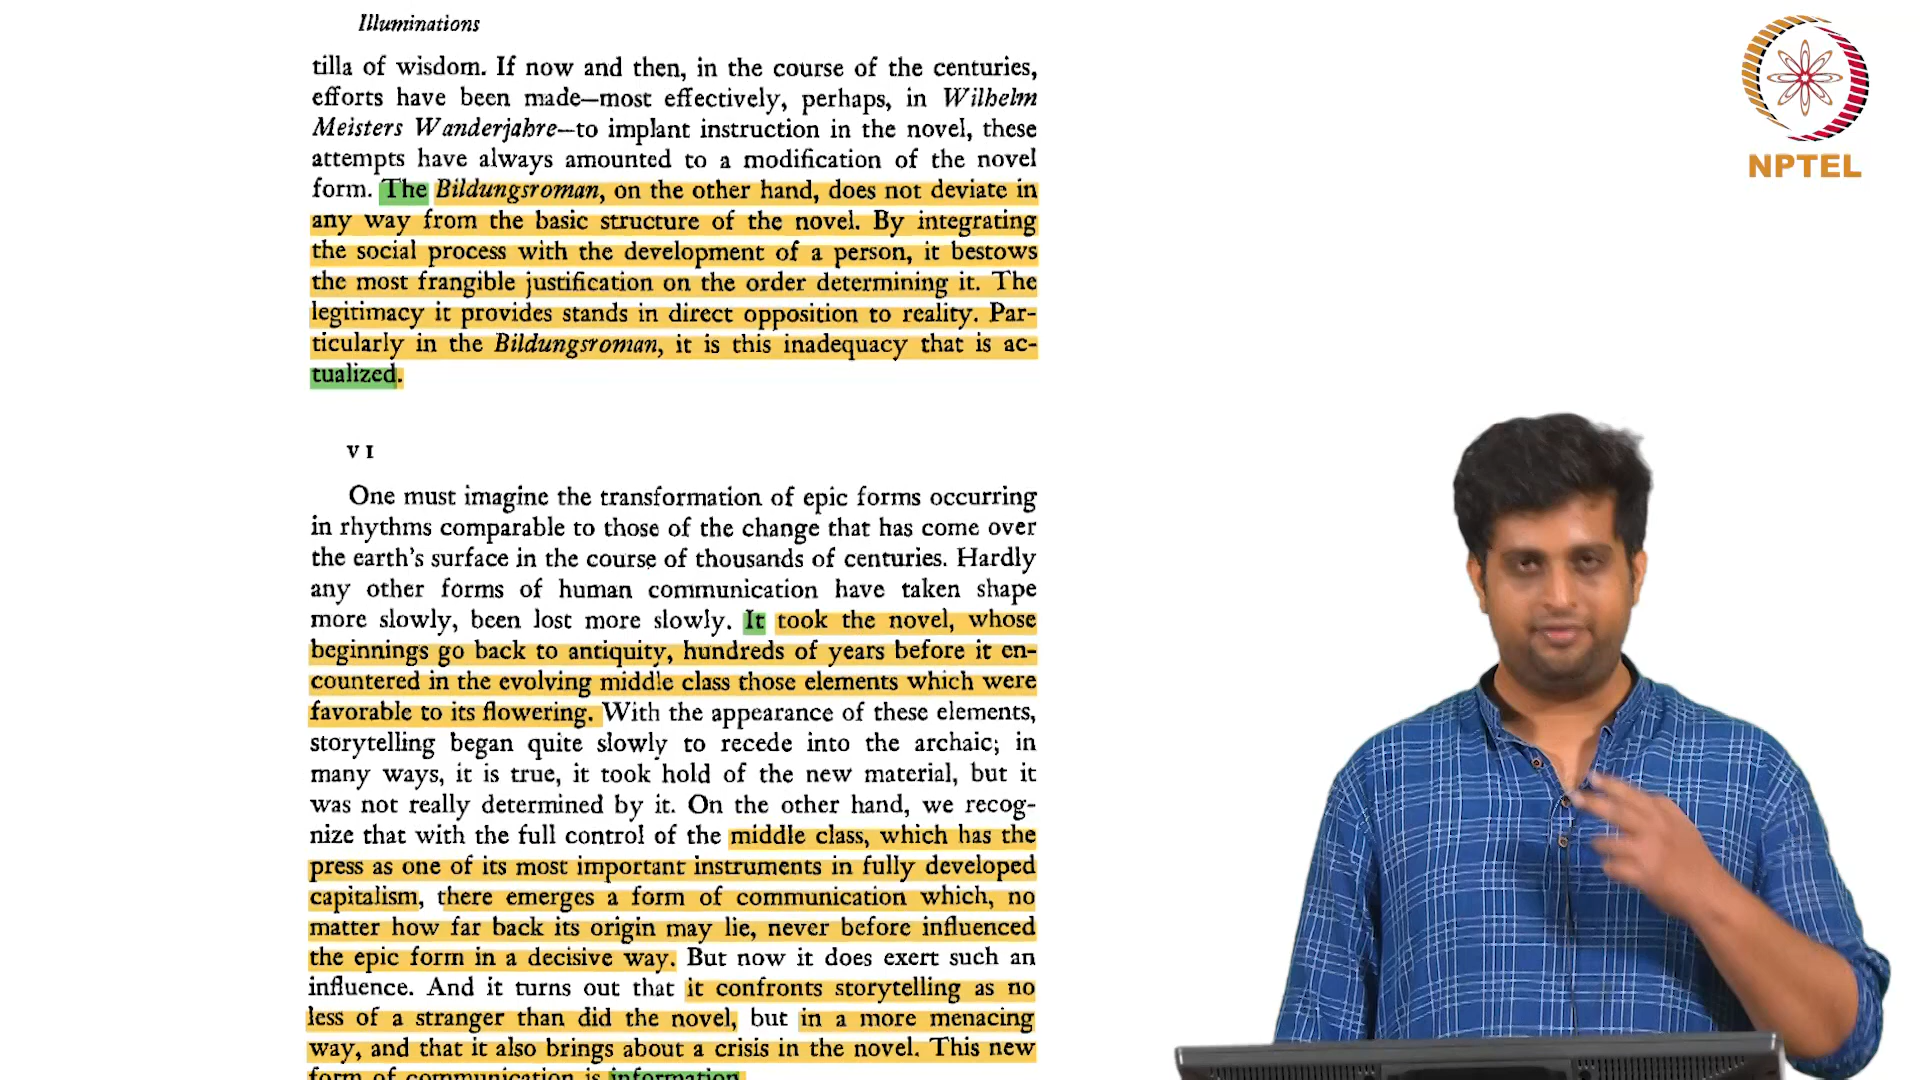 Illuminations
tilla of wisdom. If now and then, in the course of the centuries,
efforts have been made—most effectively, perhaps, in Wilhelm
Meisters Wanderjahre—to implant instruction in the novel, these
attempts have always amounted to a modification of the novel
form. The Bildungsroman, on the other hand, does not deviate in
any way from the basic structure of the novel. By integrating
the social process with the development of a person, it bestows
the most frangible justification on the order determining it. The
legitimacy it provides stands in direct opposition to reality. Par-
ticularly in the Bildungsroman, it is this inadequacy that is ac-
tualized.
VI
One must imagine the transformation of epic forms occurring
in rhythms comparable to those of the change that has come over
the earth's surface in the course of thousands of centuries. Hardly
any other forms of human communication have taken shape
more slowly, been lost more slowly. It took the novel, whose
beginnings go back to antiquity, hundreds of years before it en-
countered in the evolving middle class those elements which were
favorable to its flowering. With the appearance of these elements,
storytelling began quite slowly to recede into the archaic; in
many ways, it is true, it took hold of the new material, but it
was not really determined by it. On the other hand, we recog-
nize that with the full control of the middle class, which has the
press as one of its most important instruments in fully developed
capitalism, there emerges a form of communication which, no
matter how far back its origin may lie, never before influenced
the epic form in a decisive way. But now it does exert such an
influence. And it turns out that it confronts storytelling as no
less of a stranger than did the novel, but in a more menacing
way, and that it also brings about a crisis in the novel. This new
form of communication is information.
NPTEL